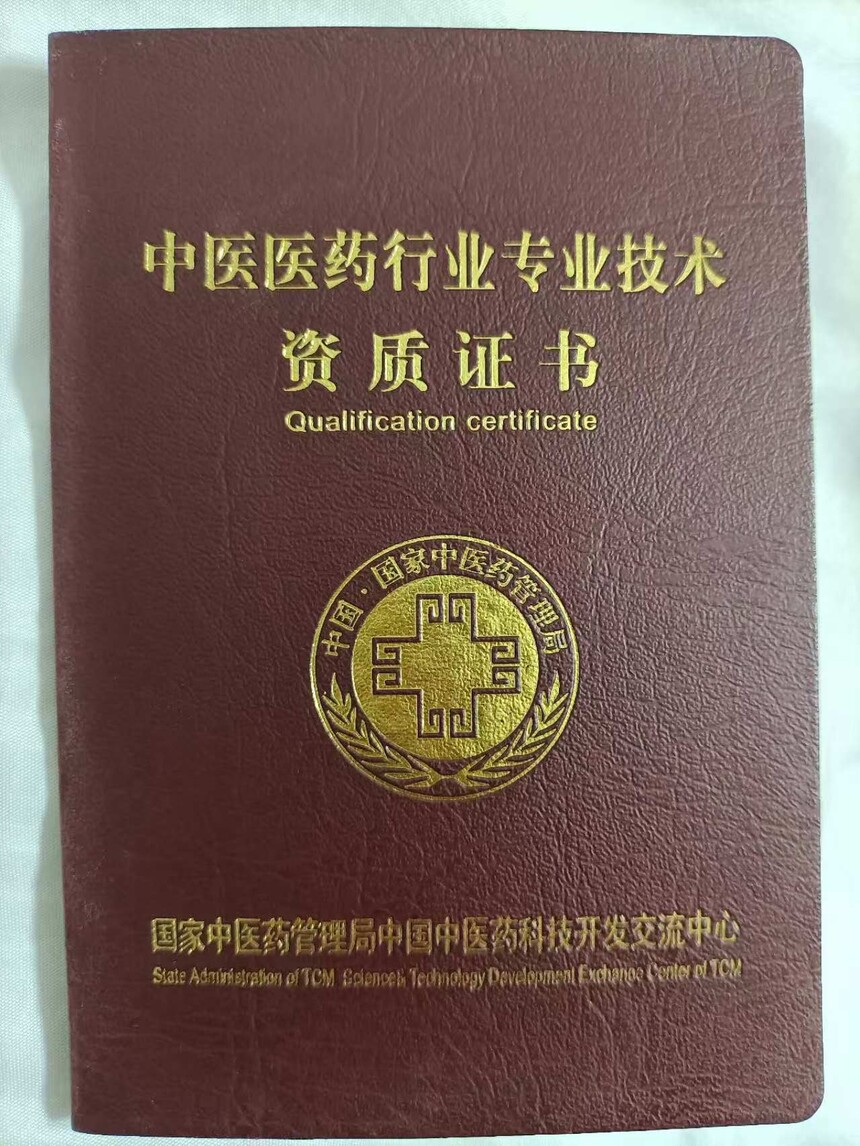 中医医药行业专业技术
资质证书
Qualification certificate
中国·国家中医药管理局
国家中医药管理局中国中医药科技开发交流中心
State Administration of TCM Science& Technology Development Exchange Center of TCM